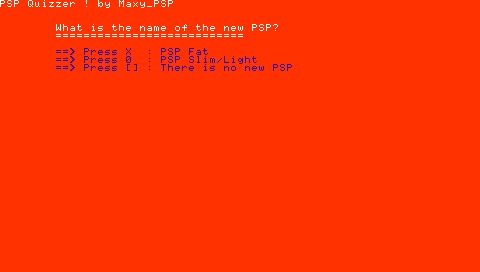 PSP Quizzer ! by Maxy_PSP
What is the name of the new PSP?
===========================
==> Press X  : PSP Fat
==> Press 0  : PSP Slim/Light
==> Press [] : There is no new PSP